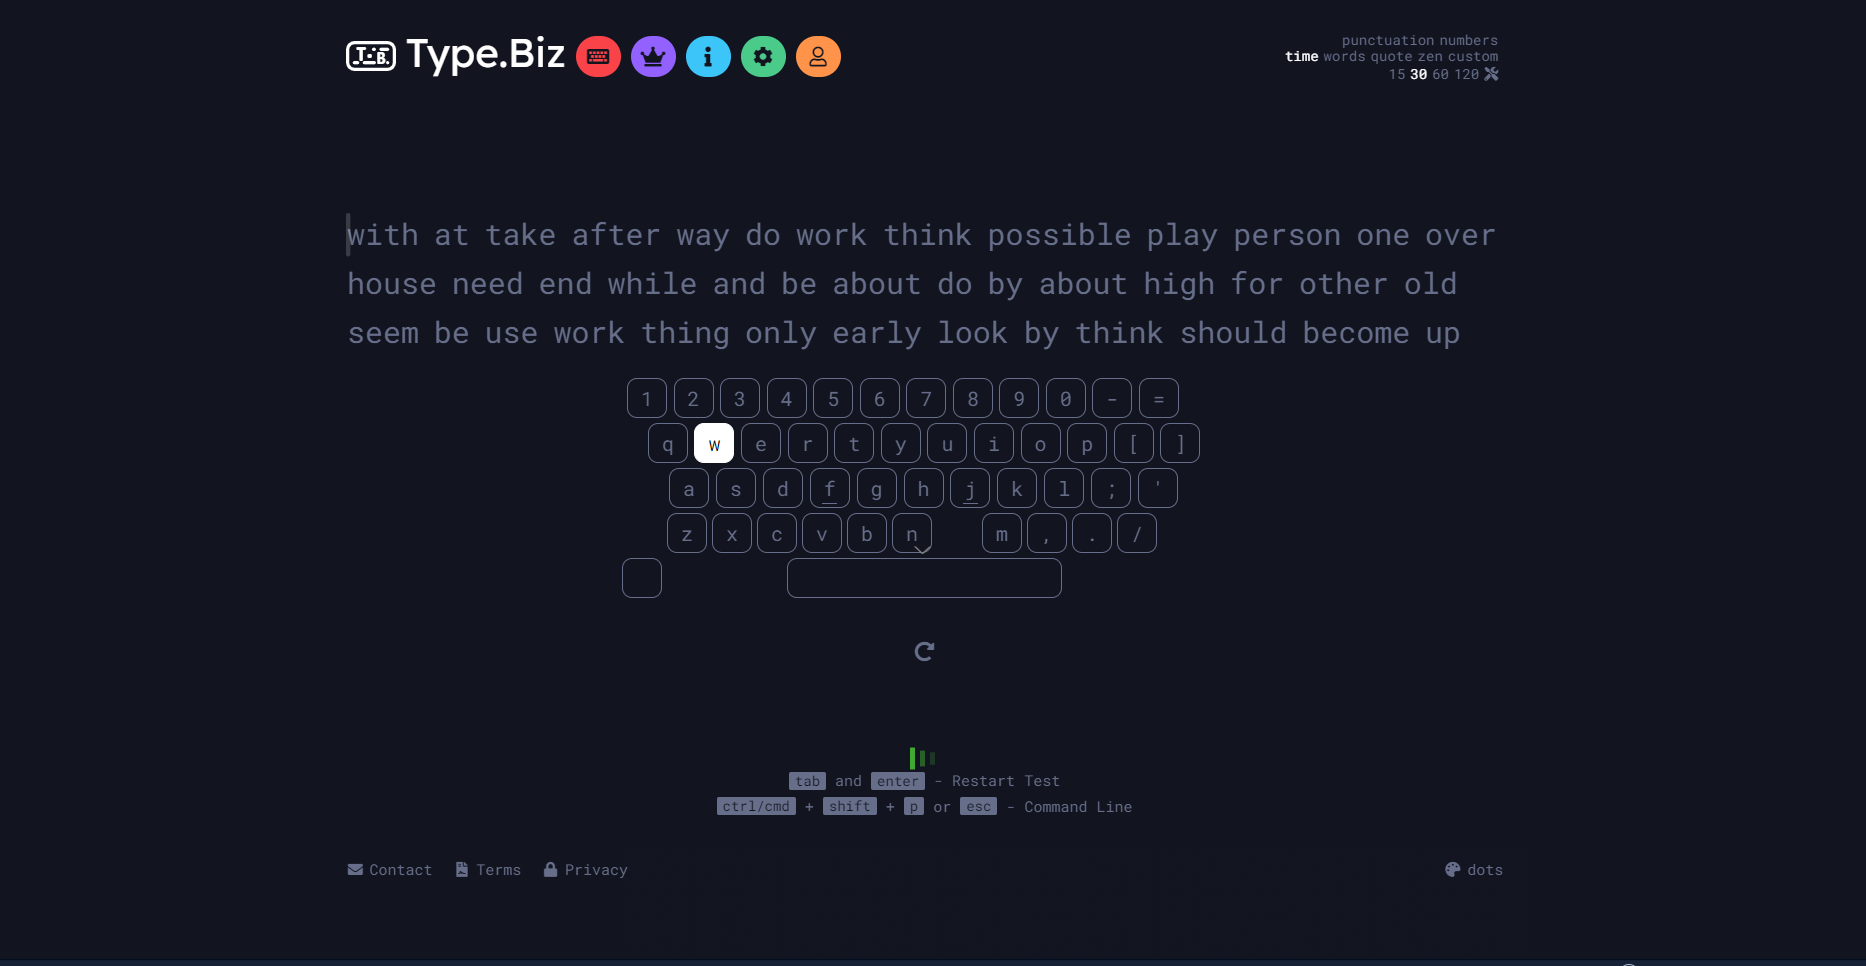 T B. Type.Biz
punctuation numbers
time words quote zen custom
15 30 60 120
with at take after way do work think possible play person one over
house need end while and be about do by about high for other old
seem be use work thing only early look by think should become up
1 2 3 4 5 6 7 8 9 0 - =
q w e r t y u i o p [ ]
a s d f g h j k l ; '
z x c v b n m , . /
tab and enter - Restart Test
ctrl/cmd + shift + p or esc - Command Line
Contact Terms Privacy dots